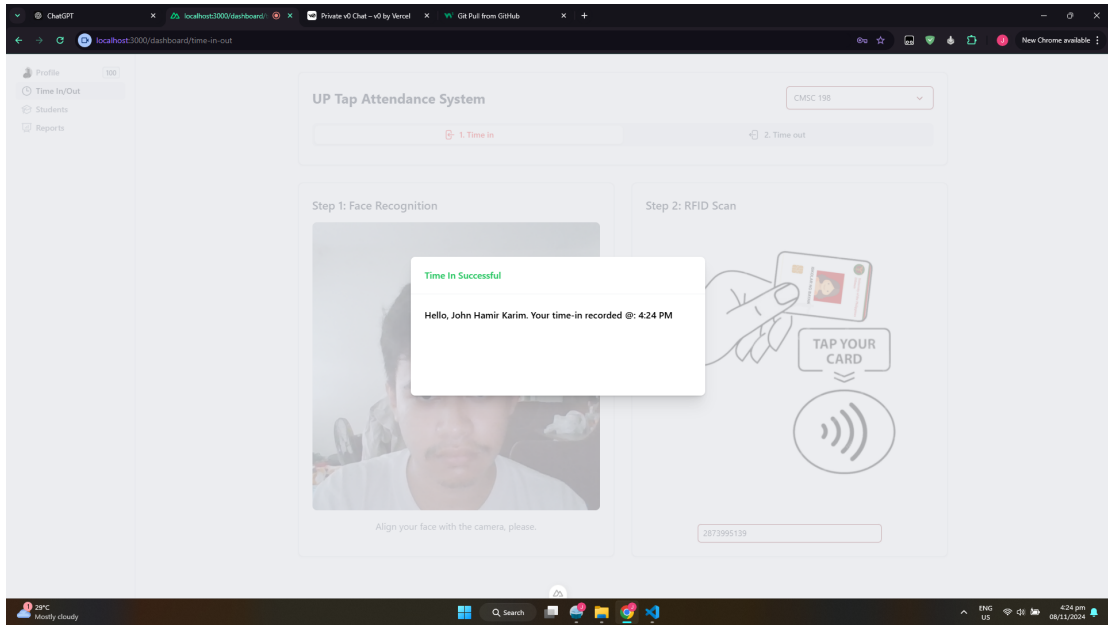 ChatGPT
localhost:3000/dashboard/
Private v0 Chat – v0 by Vercel
Git Pull from GitHub
localhost:3000/dashboard/time-in-out
New Chrome available
Profile 100
Time In/Out
Students
Reports
UP Tap Attendance System
CMSC 198
1. Time in
2. Time out
Step 1: Face Recognition
Step 2: RFID Scan
Time In Successful
Hello, John Hamir Karim. Your time-in recorded @: 4:24 PM
TAP YOUR
CARD
Align your face with the camera, please.
2873995139
29°C
Mostly cloudy
Search
ENG
US
4:24 pm
08/11/2024